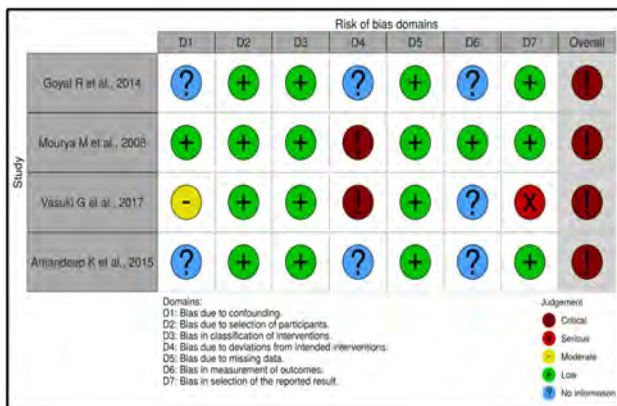 Risk of bias domains
D1 D2 D3 D4 D5 D6 D7 Overall
Goyal R et al., 2014 ? + + ? + ? + !
Mourya M et al., 2008 + + + ! + + + !
Vasuki G et al., 2017 - + + ! + ? X !
Amandeep K et al., 2015 ? + + ? + ? + !
Study
Domains:
D1: Bias due to confounding.
D2: Bias due to selection of participants.
D3: Bias in classification of interventions.
D4: Bias due to deviations from intended interventions.
D5: Bias due to missing data.
D6: Bias in measurement of outcomes.
D7: Bias in selection of the reported result.
Judgement
! Critical
X Serious
- Moderate
+ Low
? No information